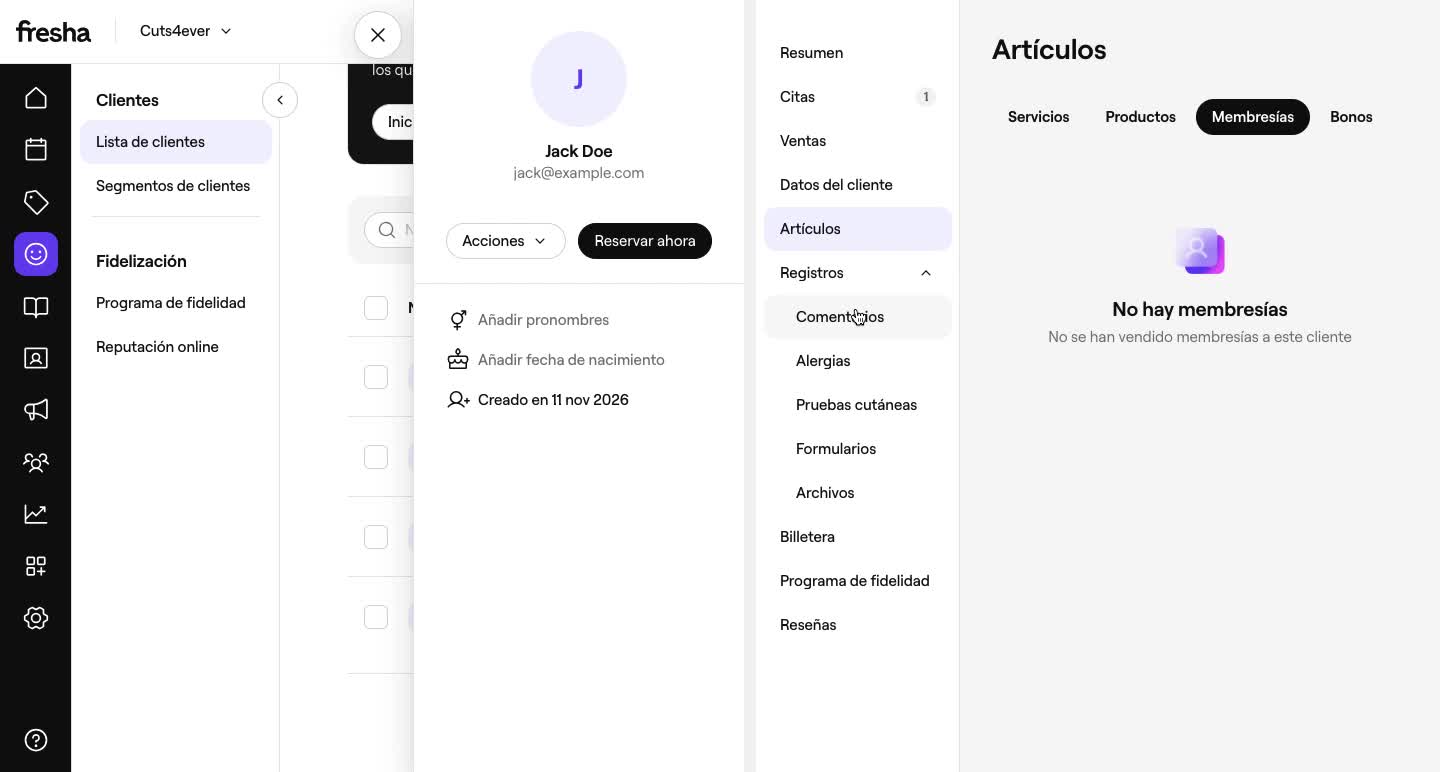 fresha
Cuts4ever
Clientes
Lista de clientes
Segmentos de clientes
Fidelización
Programa de fidelidad
Reputación online
los qu
Inic
J
Jack Doe
jack@example.com
Acciones
Reservar ahora
Añadir pronombres
Añadir fecha de nacimiento
Creado en 11 nov 2026
Resumen
Citas 1
Ventas
Datos del cliente
Artículos
Registros
Comentarios
Alergias
Pruebas cutáneas
Formularios
Archivos
Billetera
Programa de fidelidad
Reseñas
Artículos
Servicios Productos Membresías Bonos
No hay membresías
No se han vendido membresías a este cliente